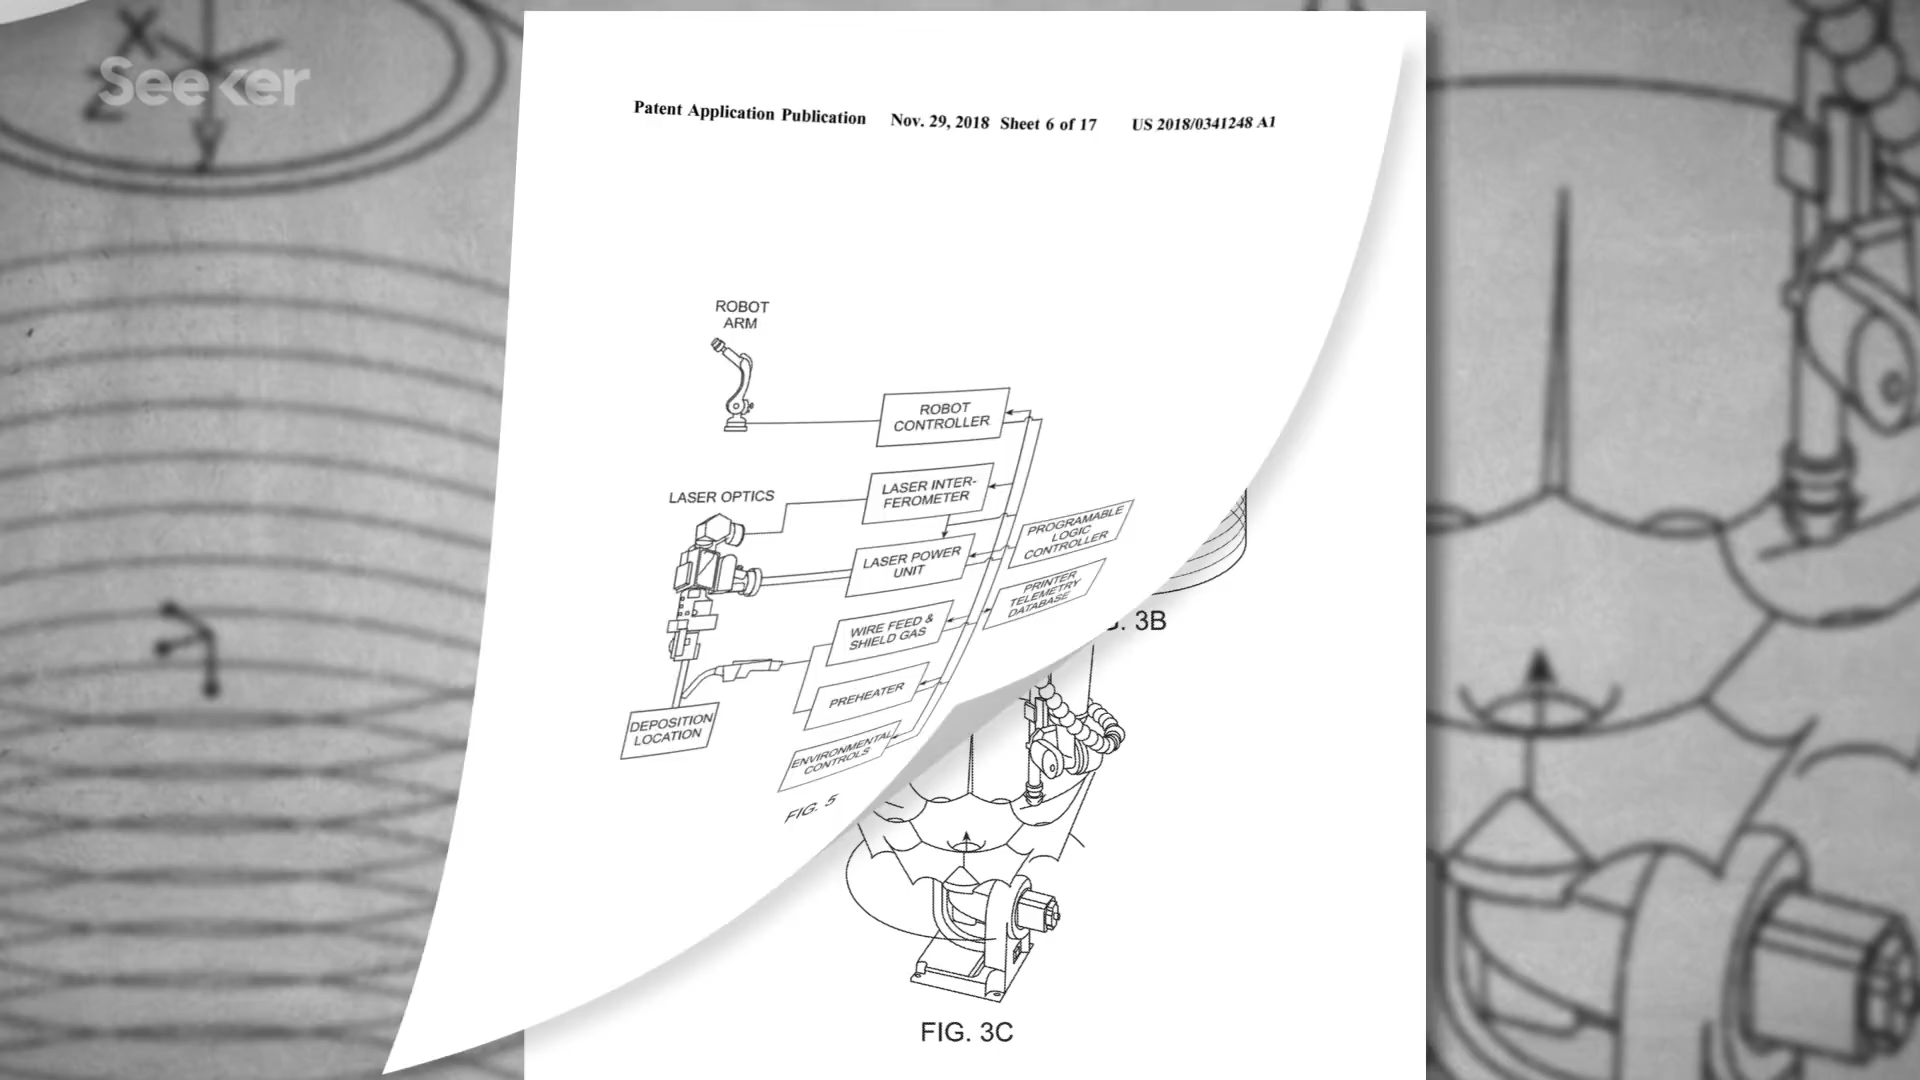 Seeker
X
Z
Patent Application Publication Nov. 29, 2018 Sheet 6 of 17 US 2018/0341248 A1
ROBOT
ARM
ROBOT
CONTROLLER
LASER OPTICS
LASER INTER-
FEROMETER
PROGRAMABLE
LOGIC
CONTROLLER
LASER POWER
UNIT
PRINTER
TELEMETRY
DATABASE
WIRE FEED &
SHIELD GAS
PREHEATER
DEPOSITION
LOCATION
ENVIRONMENTAL
CONTROLS
FIG. 5
3B
FIG. 3C